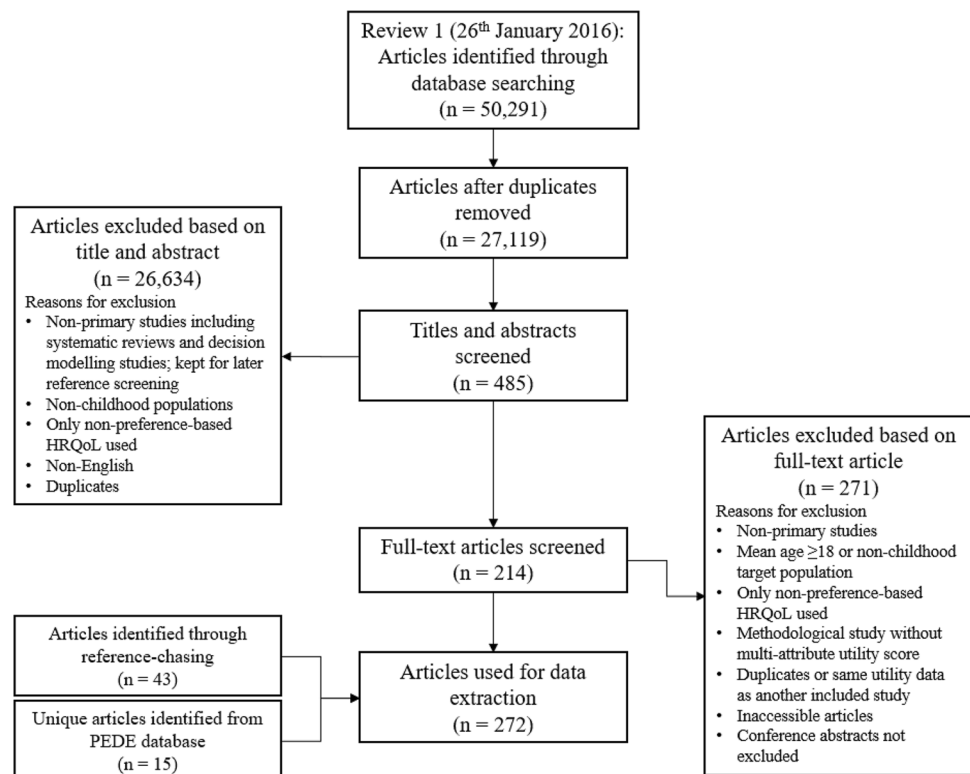 Review 1 (26th January 2016):
Articles identified through
database searching
(n = 50,291)
Articles after duplicates
removed
(n = 27,119)
Articles excluded based on
title and abstract
(n = 26,634)
Reasons for exclusion
• Non-primary studies including
systematic reviews and decision
modelling studies; kept for later
reference screening
• Non-childhood populations
• Only non-preference-based
HRQoL used
• Non-English
• Duplicates
Titles and abstracts
screened
(n = 485)
Articles excluded based on
full-text article
(n = 271)
Reasons for exclusion
• Non-primary studies
• Mean age ≥18 or non-childhood
target population
• Only non-preference-based
HRQoL used
• Methodological study without
multi-attribute utility score
• Duplicates or same utility data
as another included study
• Inaccessible articles
• Conference abstracts not
excluded
Full-text articles screened
(n = 214)
Articles identified through
reference-chasing
(n = 43)
Unique articles identified from
PEDE database
(n = 15)
Articles used for data
extraction
(n = 272)